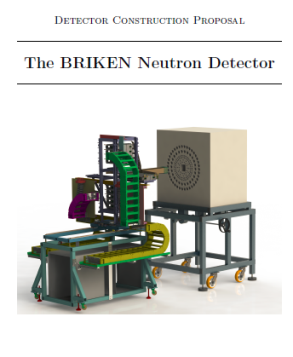 Detector Construction Proposal
The BRIKEN Neutron Detector